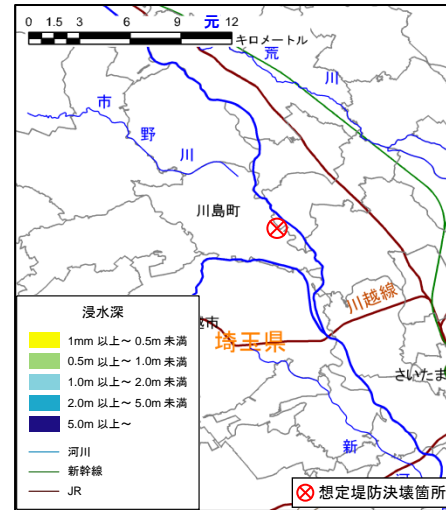 0 1.5 3 6 9 12
キロメートル
元
荒
川
市
野
川
川島町
川越線
越市
埼玉県
さいたま
新
河
浸水深
1mm 以上～ 0.5m 未満
0.5m 以上～ 1.0m 未満
1.0m 以上～ 2.0m 未満
2.0m 以上～ 5.0m 未満
5.0m 以上～
河川
新幹線
JR
想定堤防決壊箇所